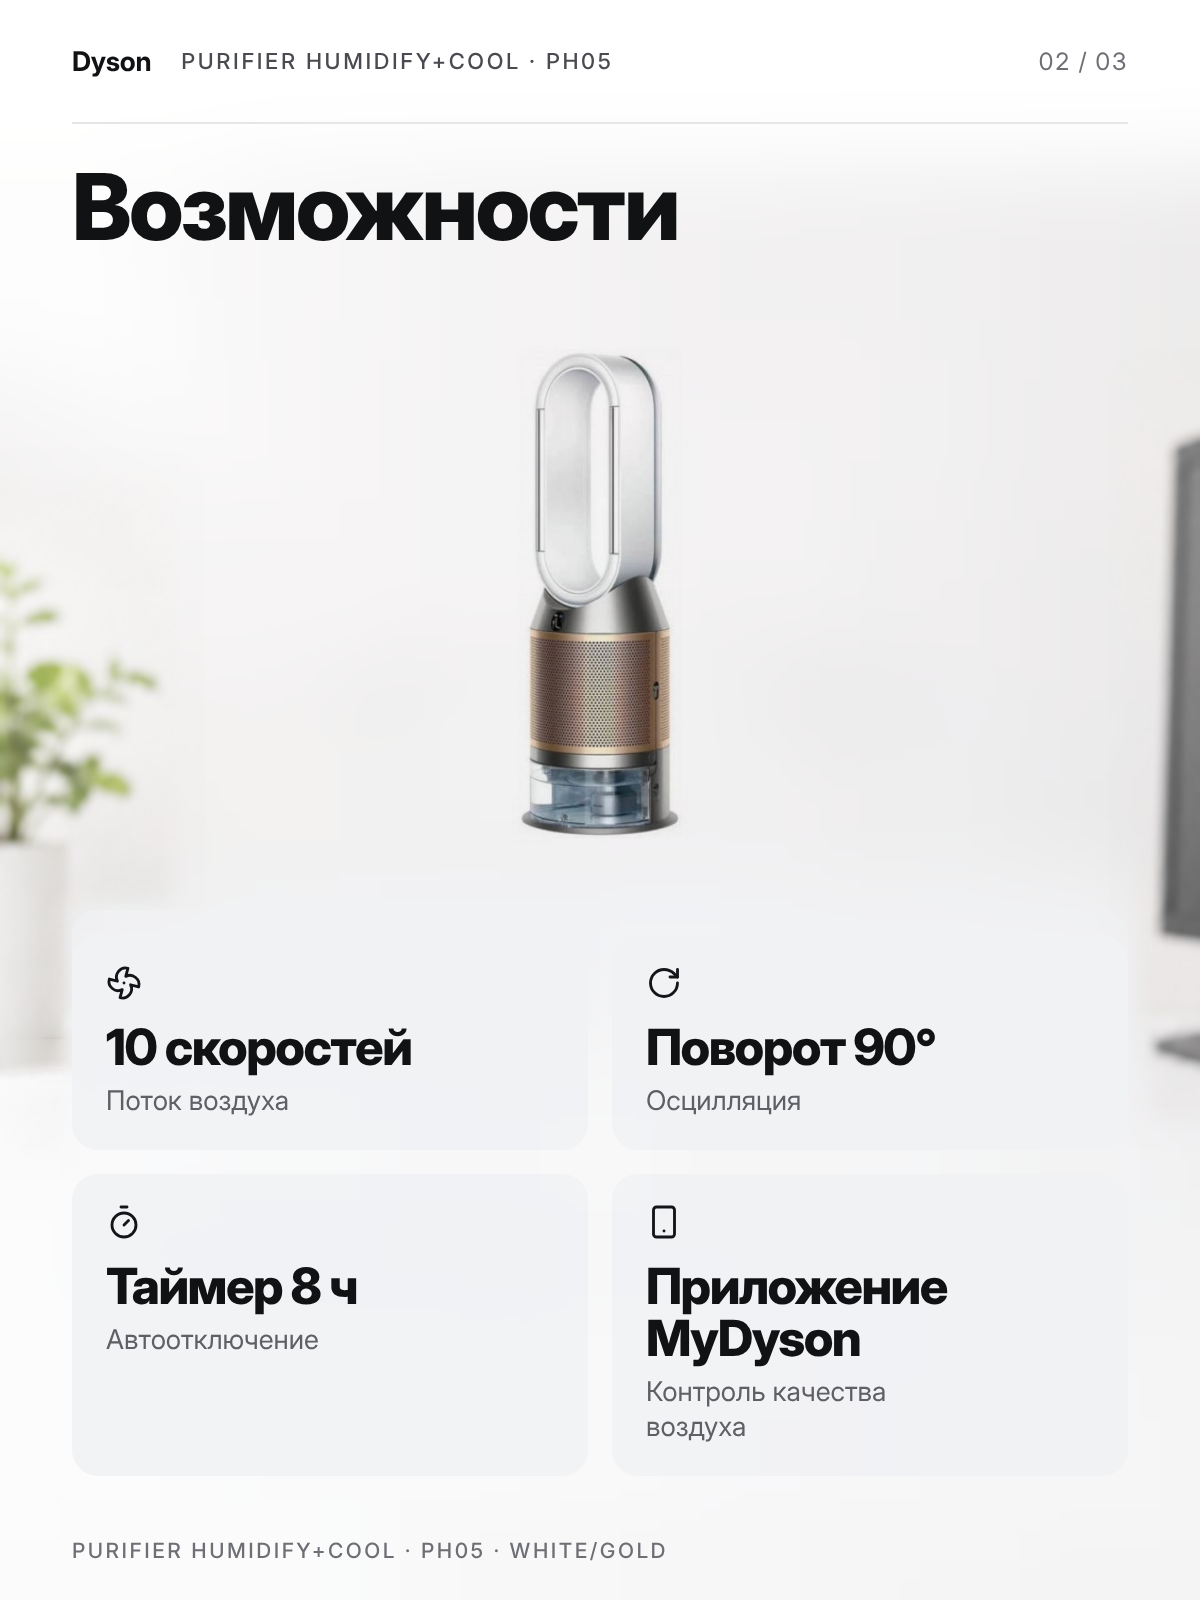 Dyson PURIFIER HUMIDIFY+COOL · PH05 02 / 03
Возможности
10 скоростей
Поток воздуха
Поворот 90°
Осцилляция
Таймер 8 ч
Автоотключение
Приложение
MyDyson
Контроль качества
воздуха
PURIFIER HUMIDIFY+COOL · PH05 · WHITE/GOLD